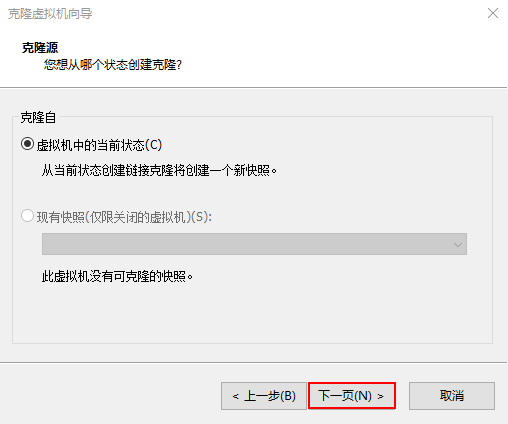 克隆虚拟机向导
克隆源
您想从哪个状态创建克隆?
克隆自
虚拟机中的当前状态(C)
从当前状态创建链接克隆将创建一个新快照。
现有快照(仅限关闭的虚拟机)(S):
此虚拟机没有可克隆的快照。
< 上一步(B) 下一页(N) > 取消